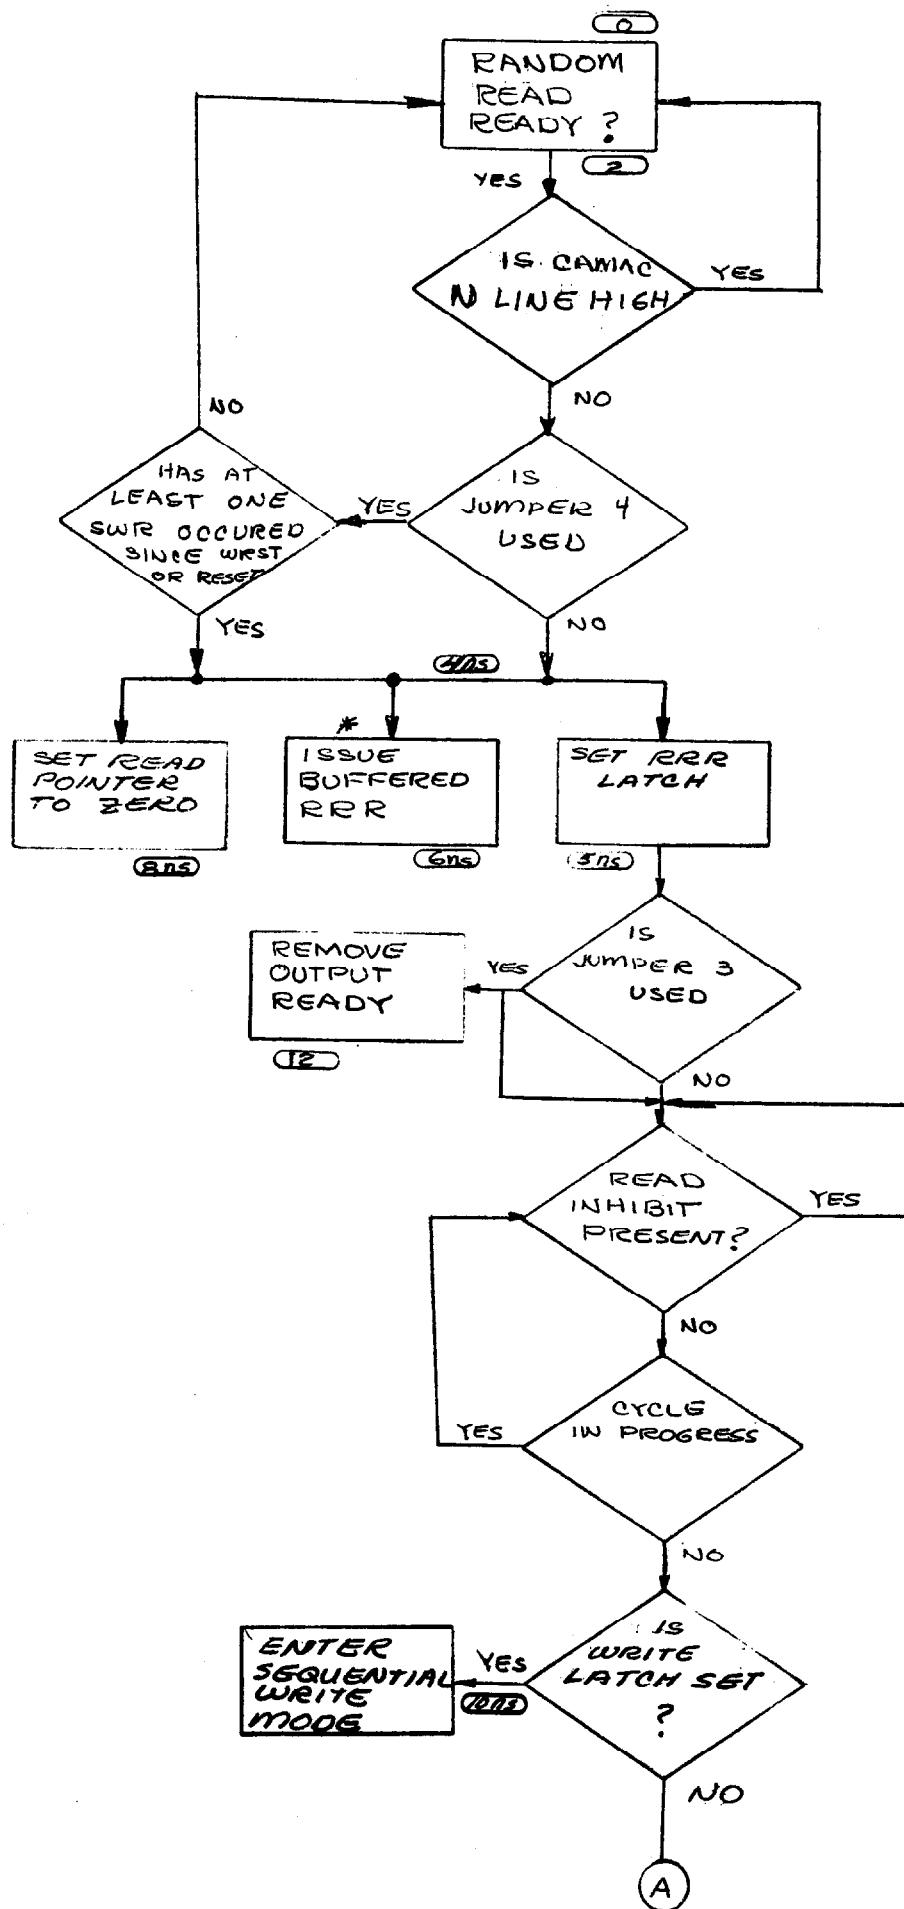 0
RANDOM
READ
READY ?
2
YES
IS CAMAC
N LINE HIGH
YES
NO
NO
HAS AT
LEAST ONE
SWR OCCURED
SINCE WRST
OR RESET
YES
IS
JUMPER 4
USED
YES
NO
4ns
SET READ
POINTER
TO ZERO
8ns
*
ISSUE
BUFFERED
RRR
6ns
SET RRR
LATCH
5ns
REMOVE
OUTPUT
READY
12
YES
IS
JUMPER 3
USED
NO
READ
INHIBIT
PRESENT?
YES
NO
CYCLE
IN PROGRESS
YES
NO
ENTER
SEQUENTIAL
WRITE
MODE
YES
10ns
IS
WRITE
LATCH SET
?
NO
A